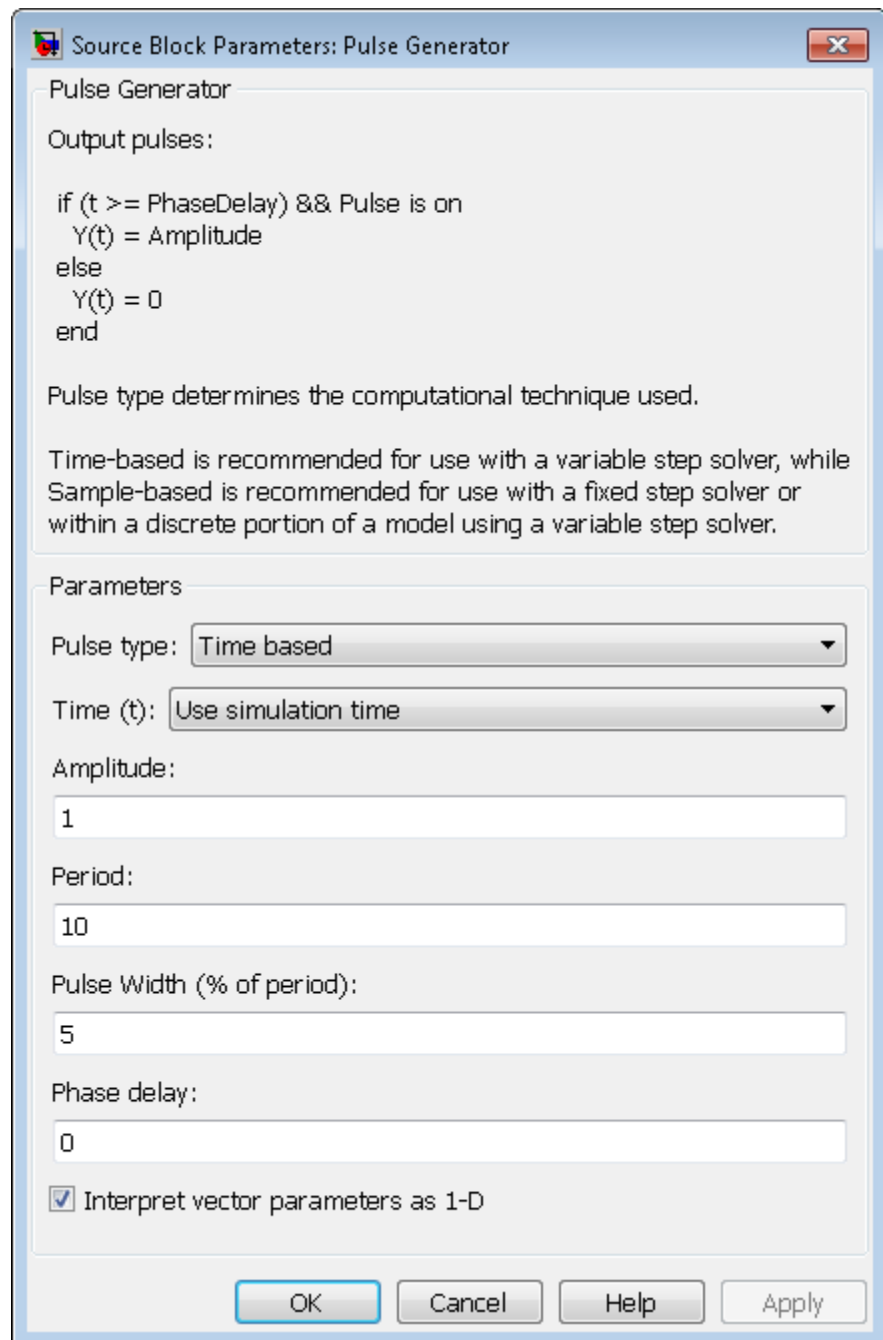 Source Block Parameters: Pulse Generator
Pulse Generator
Output pulses:
if (t >= PhaseDelay) && Pulse is on
Y(t) = Amplitude
else
Y(t) = 0
end
Pulse type determines the computational technique used.
Time-based is recommended for use with a variable step solver, while
Sample-based is recommended for use with a fixed step solver or
within a discrete portion of a model using a variable step solver.
Parameters
Pulse type: Time based
Time (t): Use simulation time
Amplitude:
1
Period:
10
Pulse Width (% of period):
5
Phase delay:
0
Interpret vector parameters as 1-D
OK Cancel Help Apply